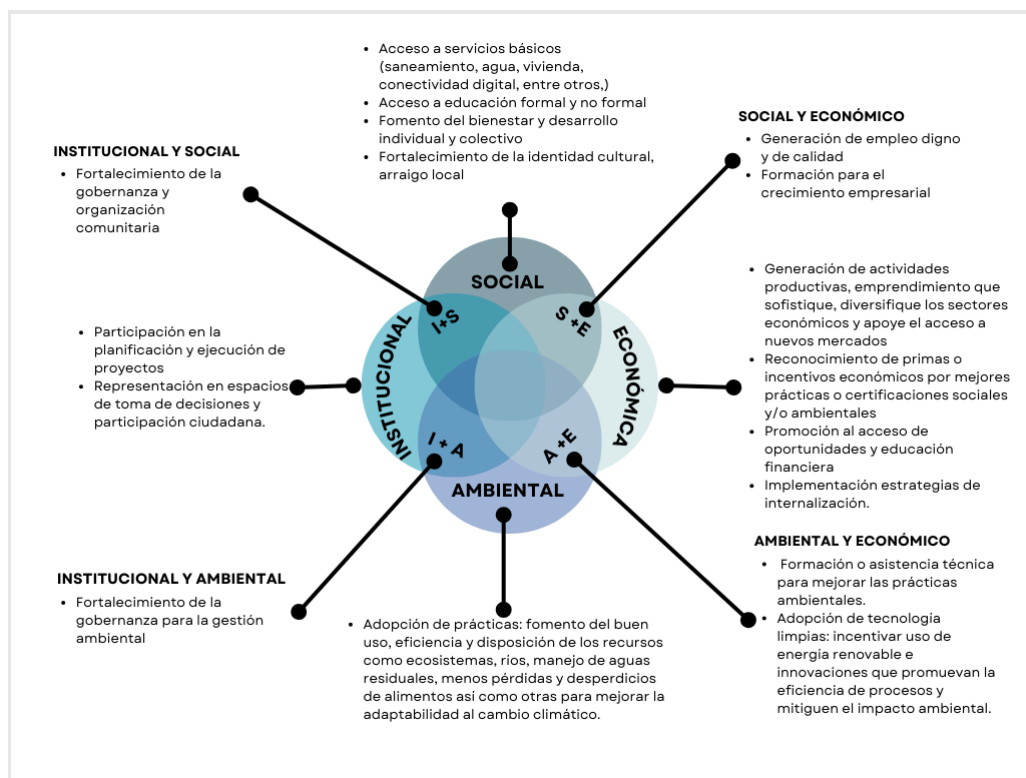 • Acceso a servicios básicos
(saneamiento, agua, vivienda,
conectividad digital, entre otros,)
• Acceso a educación formal y no formal
• Fomento del bienestar y desarrollo
individual y colectivo
• Fortalecimiento de la identidad cultural,
arraigo local
INSTITUCIONAL Y SOCIAL
• Fortalecimiento de la
gobernanza y
organización
comunitaria
SOCIAL Y ECONÓMICO
• Generación de empleo digno
y de calidad
• Formación para el
crecimiento empresarial
• Participación en la
planificación y ejecución de
proyectos
• Representación en espacios
de toma de decisiones y
participación ciudadana.
SOCIAL
I+S
S +E
INSTITUCIONAL
ECONÓMICA
I + A
A +E
AMBIENTAL
• Generación de actividades
productivas, emprendimiento que
sofistique, diversifique los sectores
económicos y apoye el acceso a
nuevos mercados
• Reconocimiento de primas o
incentivos económicos por mejores
prácticas o certificaciones sociales
y/o ambientales
• Promoción al acceso de
oportunidades y educación
financiera
• Implementación estrategias de
internalización.
INSTITUCIONAL Y AMBIENTAL
• Fortalecimiento de la
gobernanza para la gestión
ambiental
• Adopción de prácticas: fomento del buen
uso, eficiencia y disposición de los recursos
como ecosistemas, ríos, manejo de aguas
residuales, menos pérdidas y desperdicios
de alimentos así como otras para mejorar la
adaptabilidad al cambio climático.
AMBIENTAL Y ECONÓMICO
• Formación o asistencia técnica
para mejorar las prácticas
ambientales.
• Adopción de tecnología
limpias: incentivar uso de
energía renovable e
innovaciones que promuevan la
eficiencia de procesos y
mitiguen el impacto ambiental.